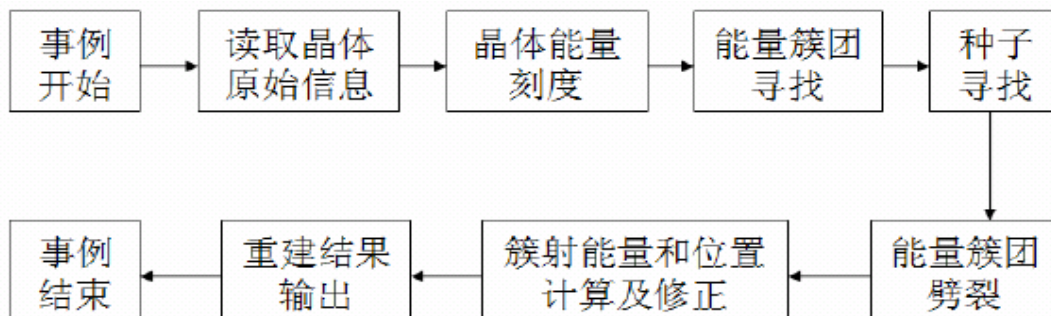 事例
开始
读取晶体
原始信息
晶体能量
刻度
能量簇团
寻找
种子
寻找
能量簇团
劈裂
簇射能量和位置
计算及修正
重建结果
输出
事例
结束